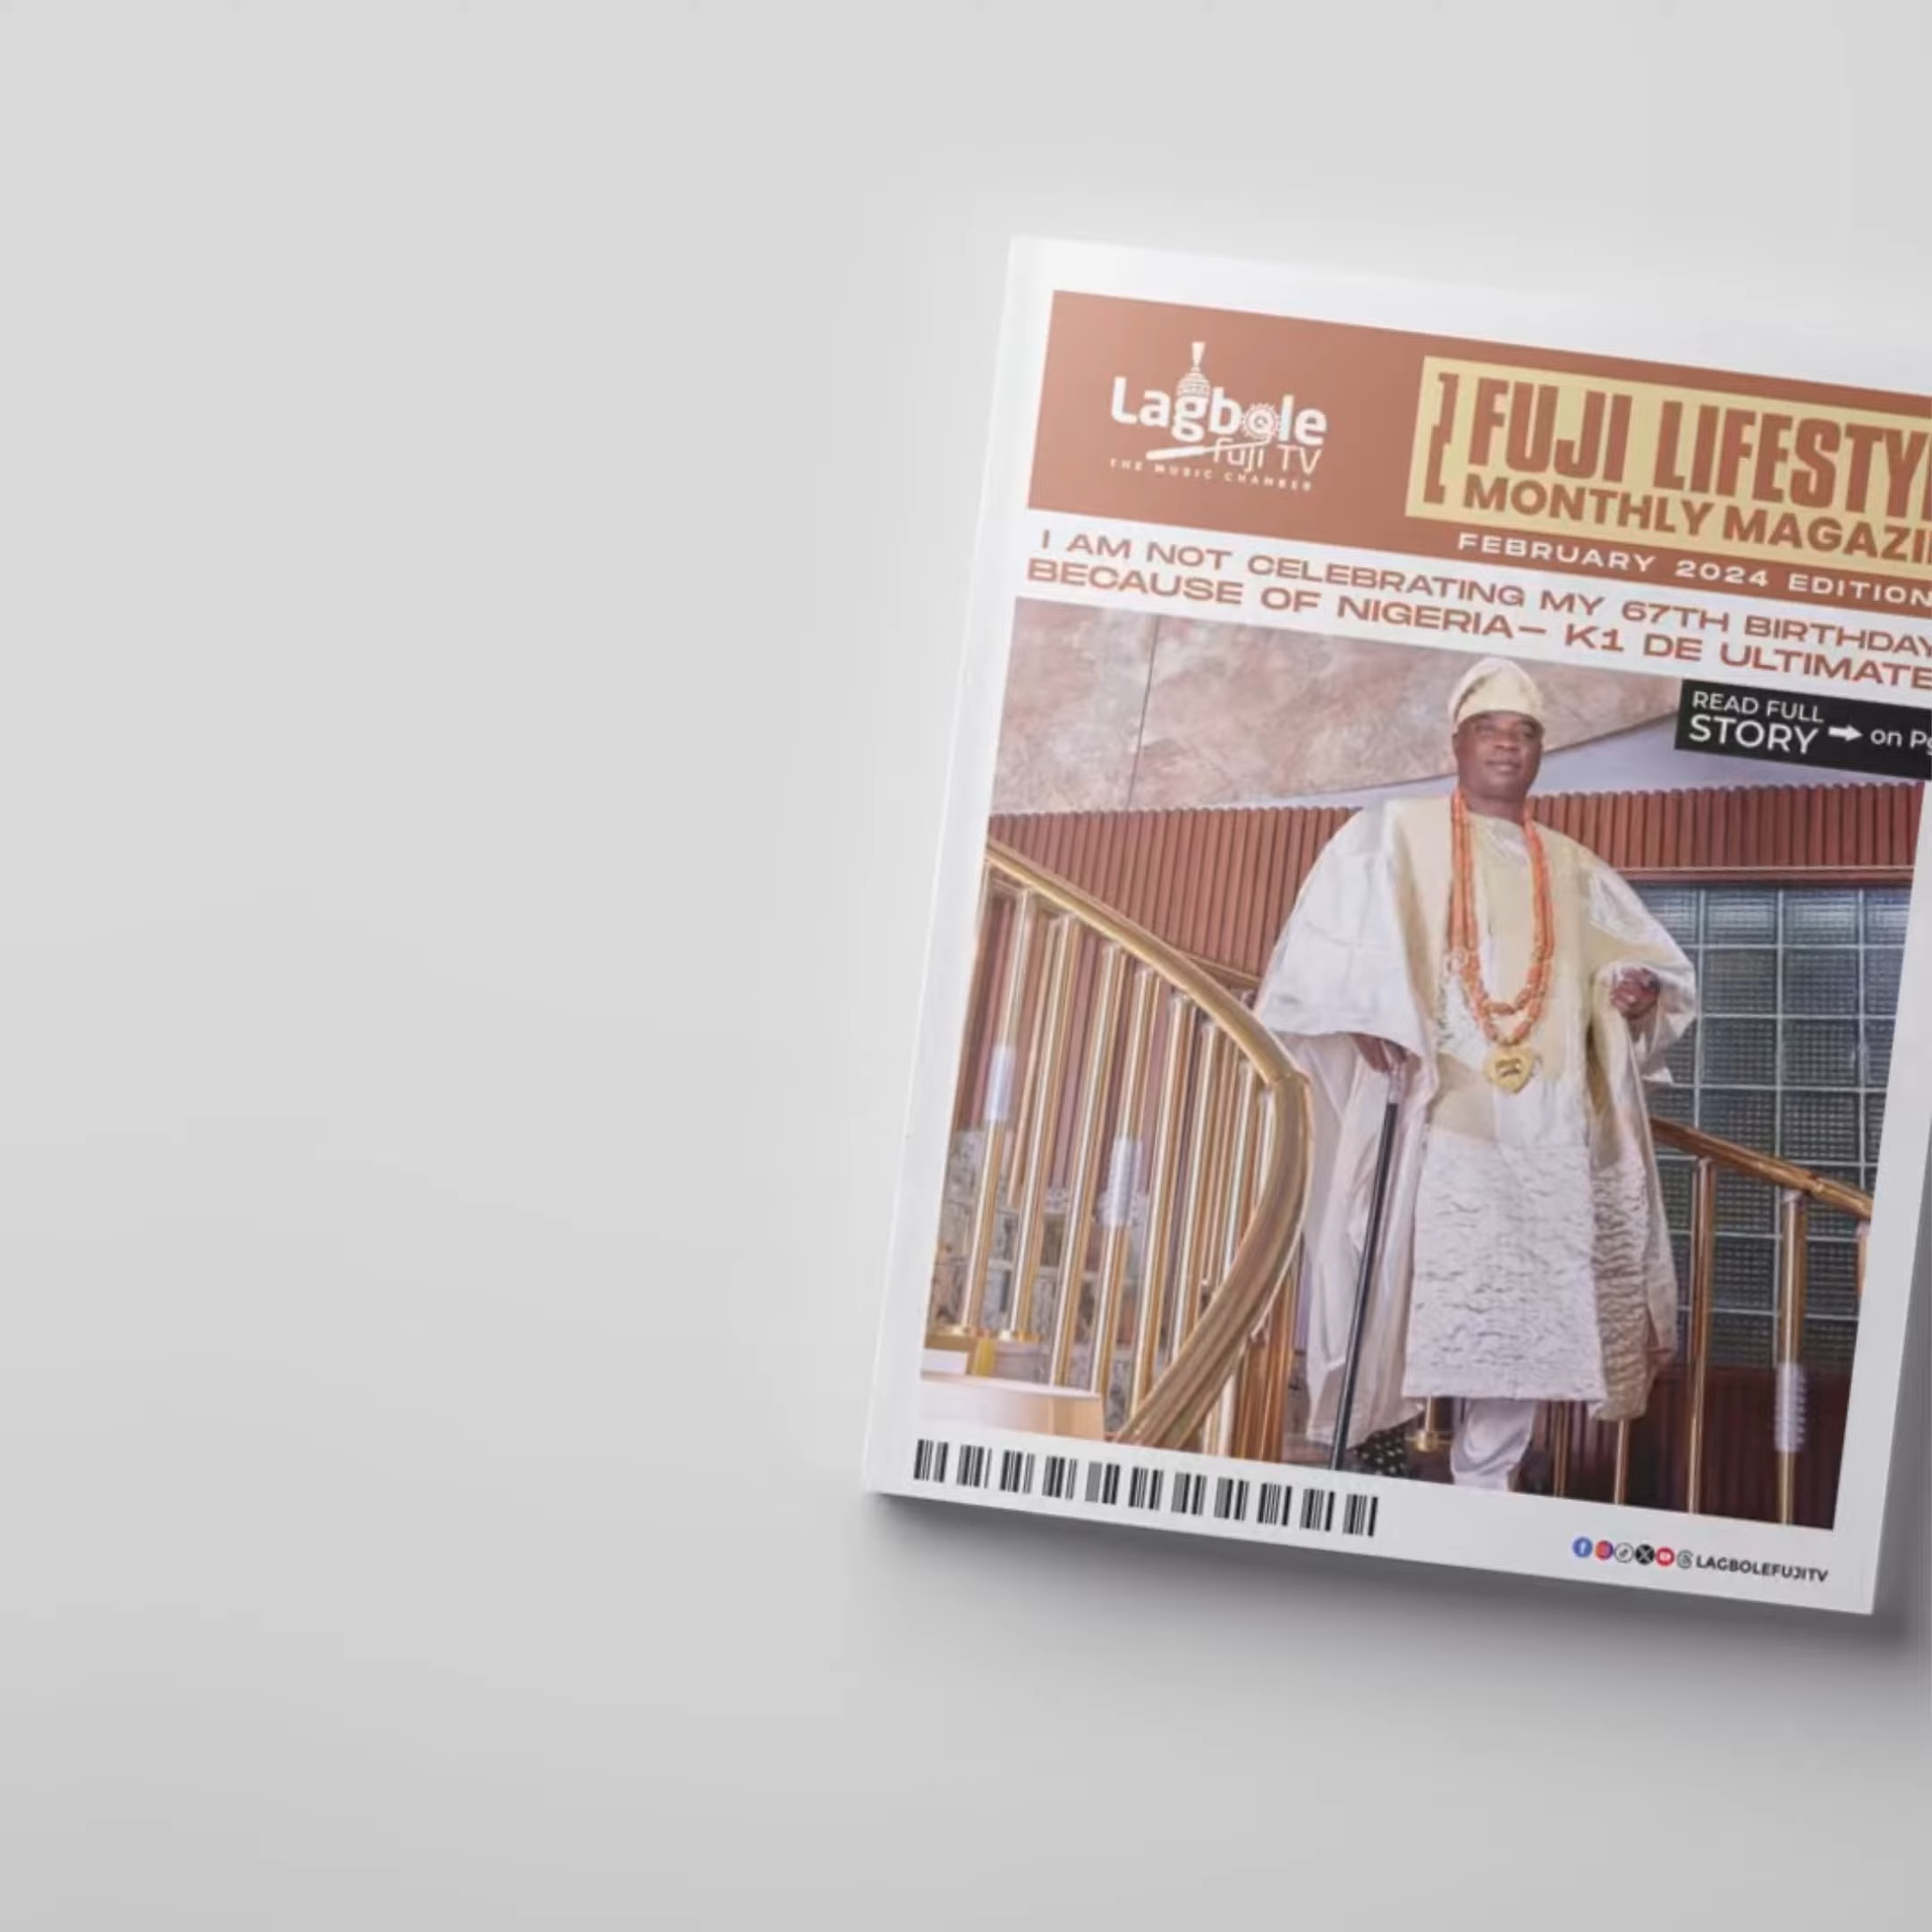 Lagbole
fuji TV
THE MUSIC CHAMBER
FUJI LIFESTY
MONTHLY MAGAZI
FEBRUARY 2024 EDITION
I AM NOT CELEBRATING MY 67TH BIRTHDAY
BECAUSE OF NIGERIA– K1 DE ULTIMATE
READ FULL
STORY → on Pg
LAGBOLEFUJITV